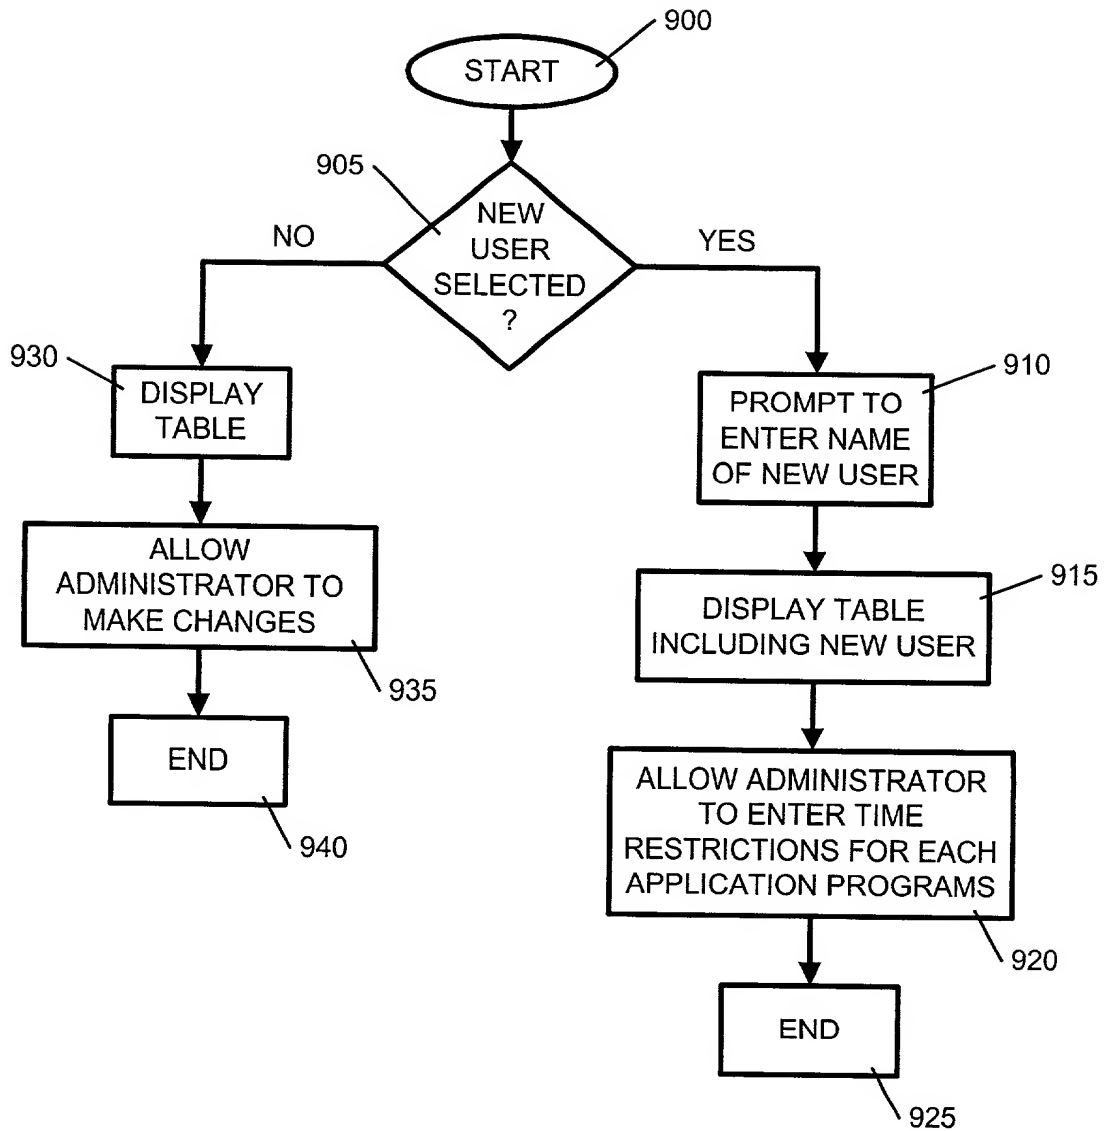 900
START
905
NEW
USER
SELECTED
?
NO
YES
930
DISPLAY
TABLE
910
PROMPT TO
ENTER NAME
OF NEW USER
ALLOW
ADMINISTRATOR TO
MAKE CHANGES
935
915
DISPLAY TABLE
INCLUDING NEW USER
END
940
ALLOW ADMINISTRATOR
TO ENTER TIME
RESTRICTIONS FOR EACH
APPLICATION PROGRAMS
920
END
925